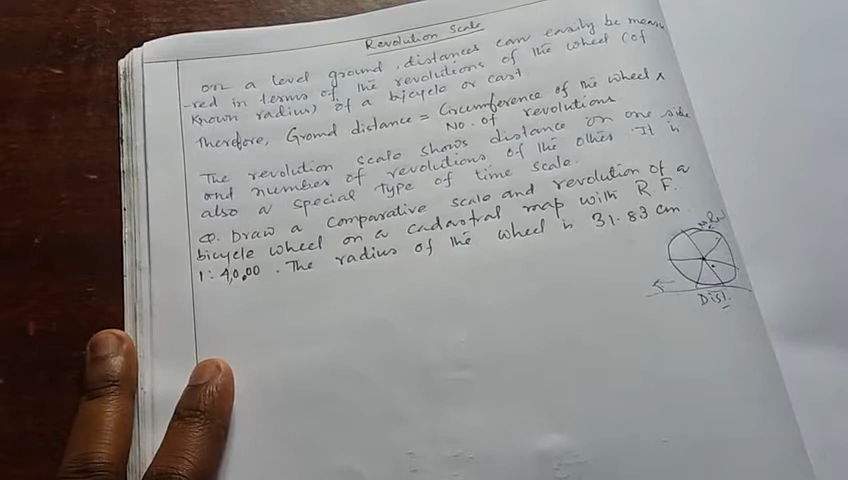 Revolution Scale
on a level ground, distances can easily be measu
-red in terms of the revolutions of the wheel (of
known radius) of a bicycle or cart.
Therefore, Ground distance = Circumference of the wheel x
No. of revolutions
The revolution scale shows distance on one side
and number of revolutions of the other. It is
also a special type of time scale.
Q. Draw a comparative scale and revolution of a
bicycle wheel on a cadastral map with R.F.
1:40,00. The radius of the wheel is 31.83 cm.
Dist.